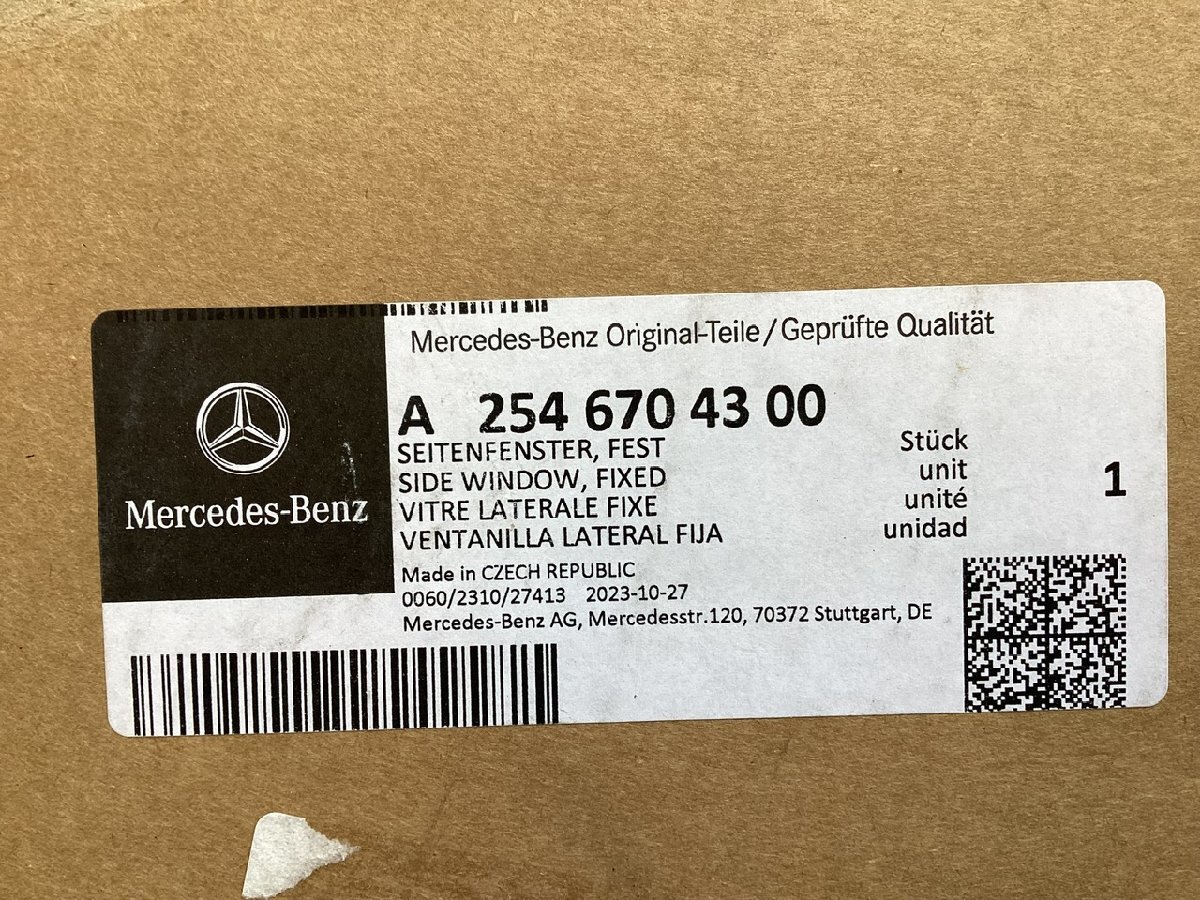 Mercedes-Benz Original-Teile/Geprüfte Qualität
A 254 670 43 00
SEITENFENSTER, FEST
SIDE WINDOW, FIXED
VITRE LATERALE FIXE
VENTANILLA LATERAL FIJA
Stück
unit
unité
unidad
1
Mercedes-Benz
Made in CZECH REPUBLIC
0060/2310/27413 2023-10-27
Mercedes-Benz AG, Mercedesstr.120, 70372 Stuttgart, DE